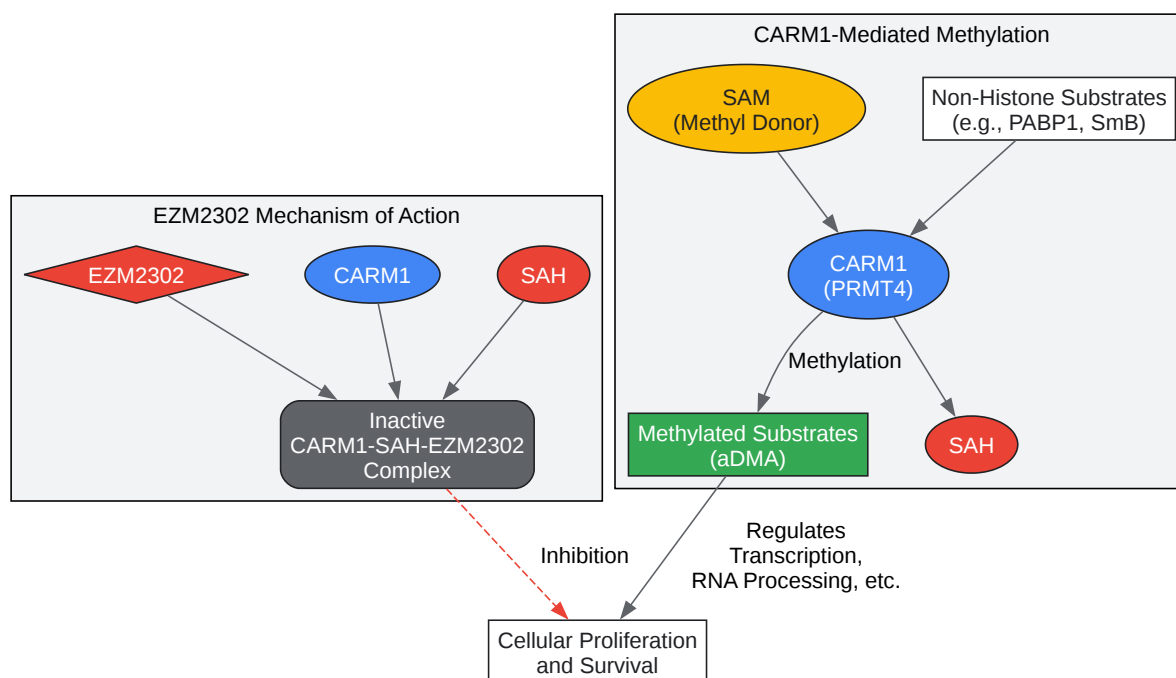 CARM1-Mediated Methylation
SAM
(Methyl Donor)
Non-Histone Substrates
(e.g., PABP1, SmB)
EZM2302 Mechanism of Action
EZM2302
CARM1
SAH
CARM1
(PRMT4)
Methylation
Inactive
CARM1-SAH-EZM2302
Complex
Methylated Substrates
(aDMA)
SAH
Inhibition
Regulates
Transcription,
RNA Processing, etc.
Cellular Proliferation
and Survival